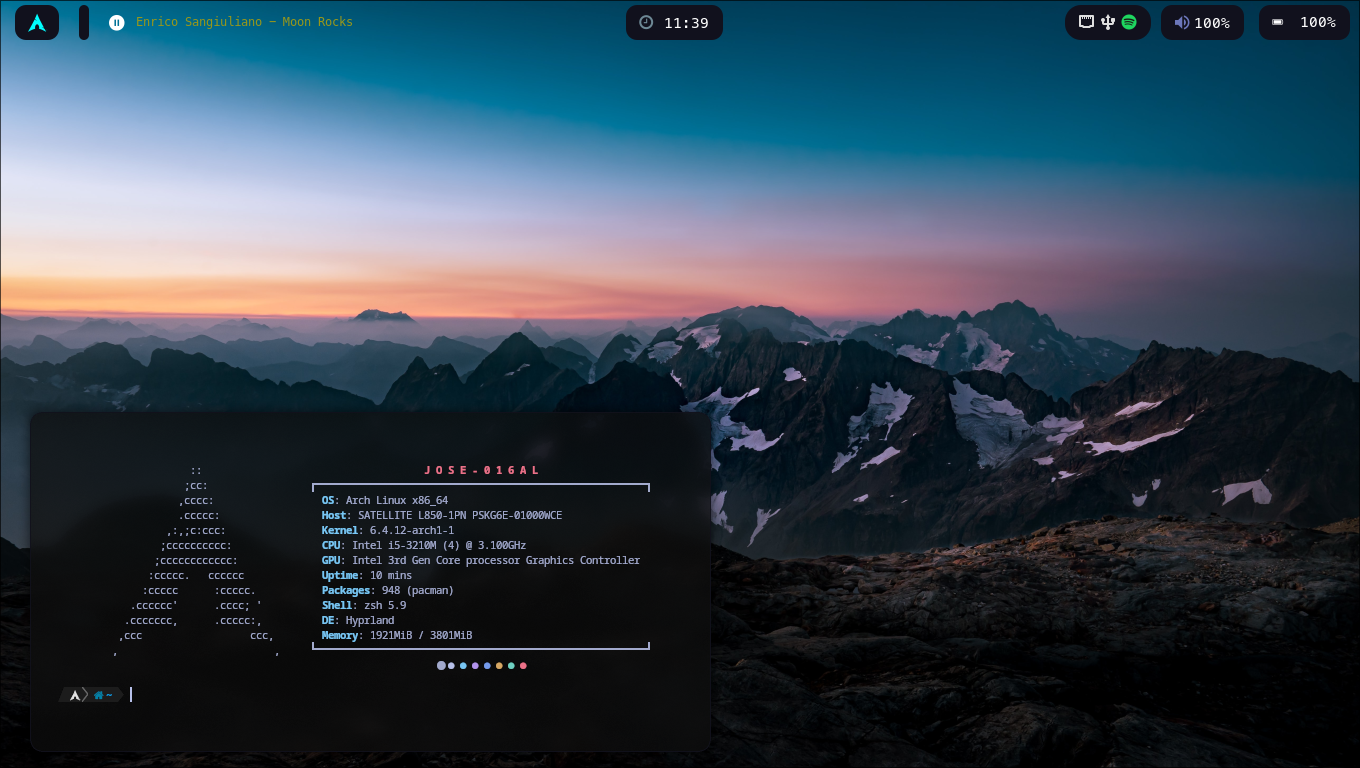 Enrico Sangiuliano – Moon Rocks
11:39
100%
100%
JOSE-016AL
OS: Arch Linux x86_64
Host: SATELLITE L850-1PN PSKG6E-01000WCE
Kernel: 6.4.12-arch1-1
CPU: Intel i5-3210M (4) @ 3.100GHz
GPU: Intel 3rd Gen Core processor Graphics Controller
Uptime: 10 mins
Packages: 948 (pacman)
Shell: zsh 5.9
DE: Hyprland
Memory: 1921MiB / 3801MiB
::
;cc:
,cccc:
.ccccc:
,:,;c:ccc:
;cccccccccc:
;cccccccccccc:
:ccccc.   cccccc
:ccccc      :ccccc.
.cccccc'      .cccc; '
.ccccccc,      .ccccc:,
,ccc                  ccc,
,                          ,
~